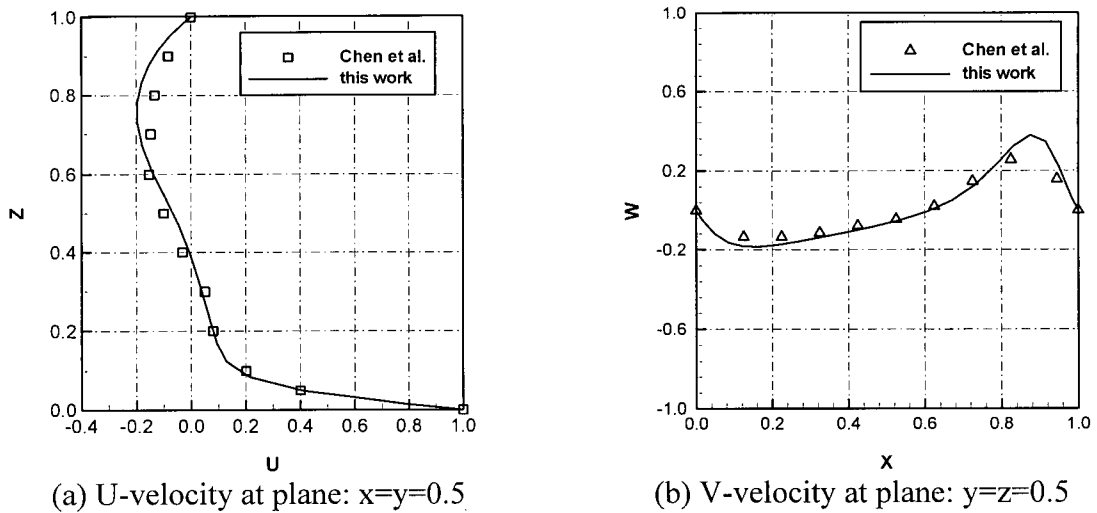 1.0
0.8
0.6
0.4
0.2
0.0
Z
-0.4 -0.2 0.0 0.2 0.4 0.6 0.8 1.0
U
Chen et al.
this work
(a) U-velocity at plane: x=y=0.5
1.0
0.6
0.2
-0.2
-0.6
-1.0
W
0.0 0.2 0.4 0.6 0.8 1.0
X
Chen et al.
this work
(b) V-velocity at plane: y=z=0.5